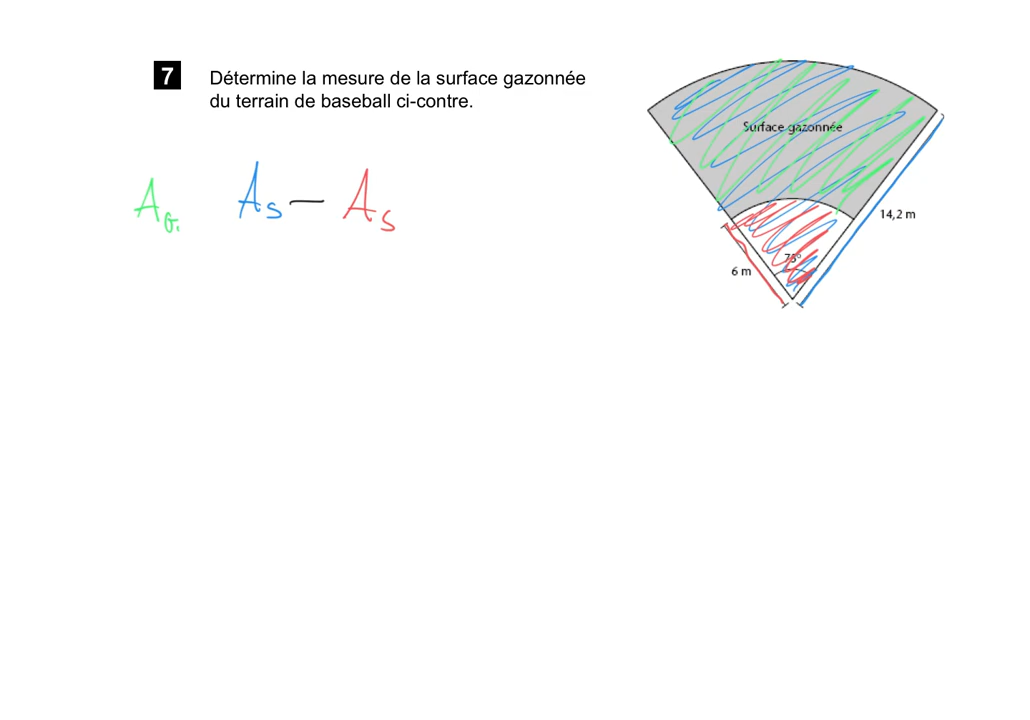 7 Détermine la mesure de la surface gazonnée
du terrain de baseball ci-contre.
Surface gazonnée
A_G. A_S — A_S
14,2 m
6 m